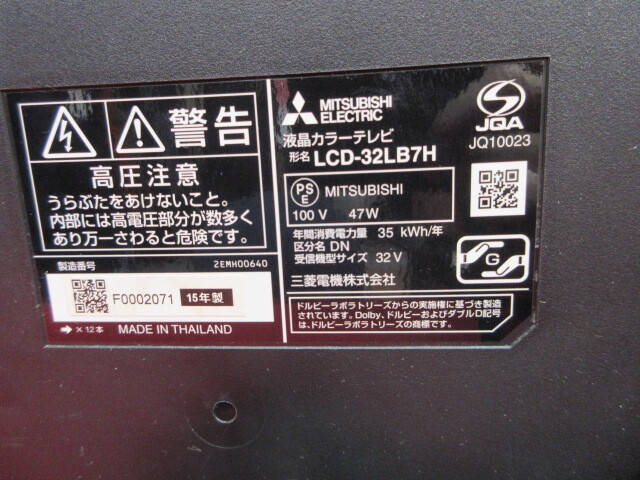 警告
高圧注意
うらぶたをあけないこと。
内部には高電圧部分が数多く
あり万一さわると危険です。
製造番号
2EMH00640
F0002071 15年製
→×12本 MADE IN THAILAND
MITSUBISHI
ELECTRIC
液晶カラーテレビ
形名 LCD-32LB7H
PS
E
MITSUBISHI
100 V 47W
年間消費電力量 35 kWh/年
区分名 DN
受信機型サイズ 32 V
三菱電機株式会社
ドルビーラボラトリーズからの実施権に基づき製造
されています。Dolby、ドルビーおよびダブルD記号
は、ドルビーラボラトリーズの商標です。
JQA
JQ10023
G